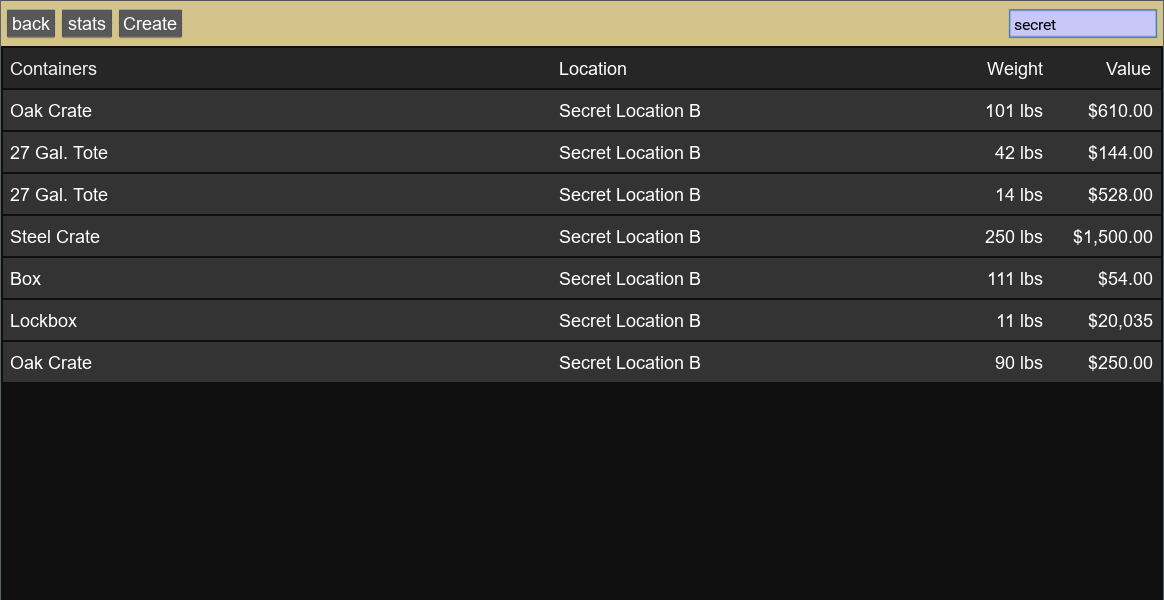 back stats Create secret
Containers Location Weight Value
Oak Crate Secret Location B 101 lbs $610.00
27 Gal. Tote Secret Location B 42 lbs $144.00
27 Gal. Tote Secret Location B 14 lbs $528.00
Steel Crate Secret Location B 250 lbs $1,500.00
Box Secret Location B 111 lbs $54.00
Lockbox Secret Location B 11 lbs $20,035
Oak Crate Secret Location B 90 lbs $250.00